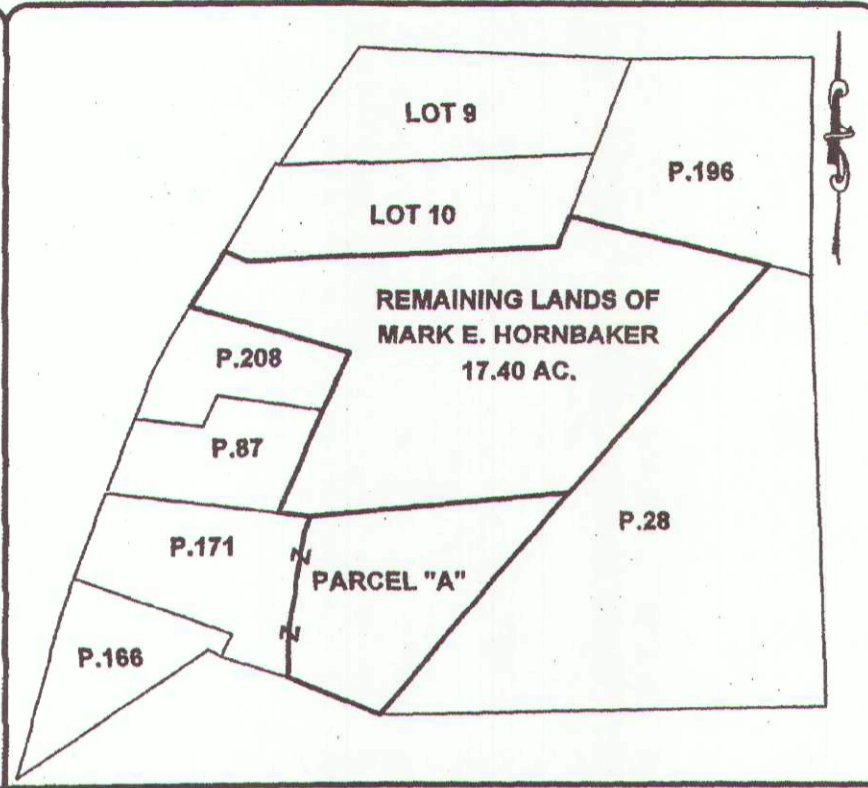 LOT 9
P.196
LOT 10
REMAINING LANDS OF
MARK E. HORNBAKER
17.40 AC.
P.208
P.87
P.28
P.171
PARCEL "A"
P.166